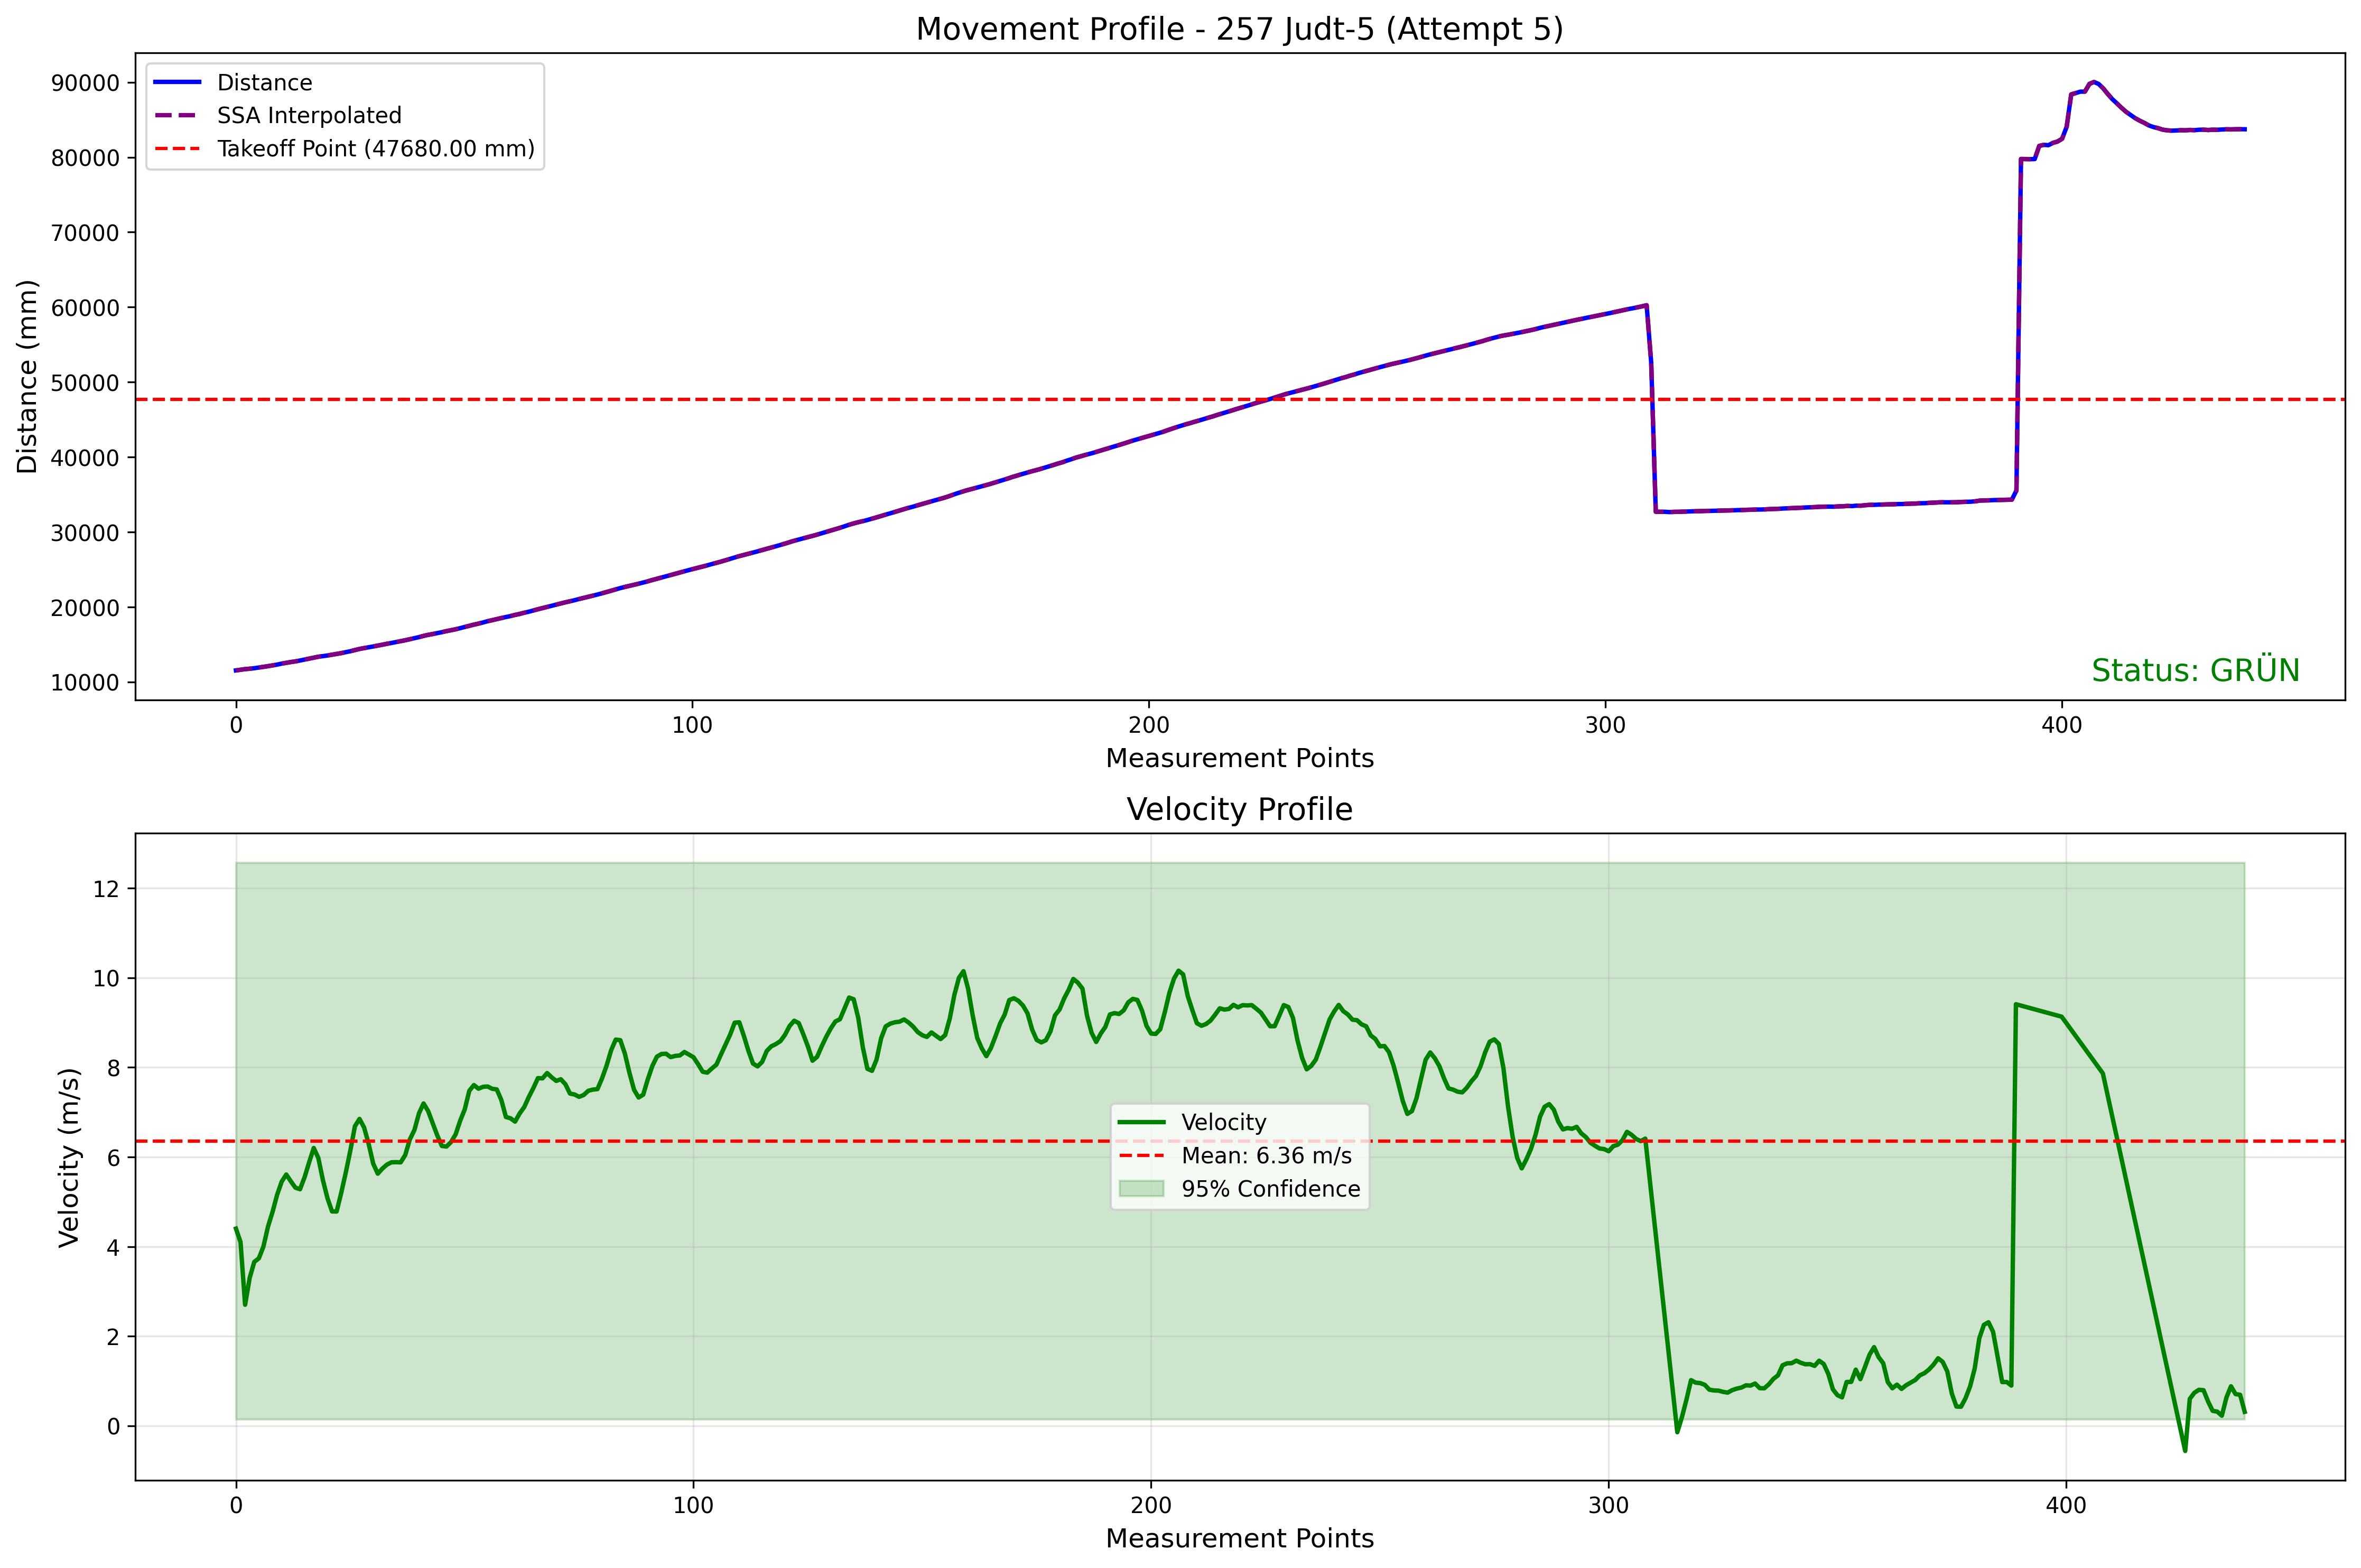 Movement Profile - 257 Judt-5 (Attempt 5)
Distance (mm)
90000
80000
70000
60000
50000
40000
30000
20000
10000
Distance
SSA Interpolated
Takeoff Point (47680.00 mm)
Status: GRÜN
0 100 200 300 400
Measurement Points
Velocity Profile
Velocity (m/s)
12
10
8
6
4
2
0
Velocity
Mean: 6.36 m/s
95% Confidence
0 100 200 300 400
Measurement Points